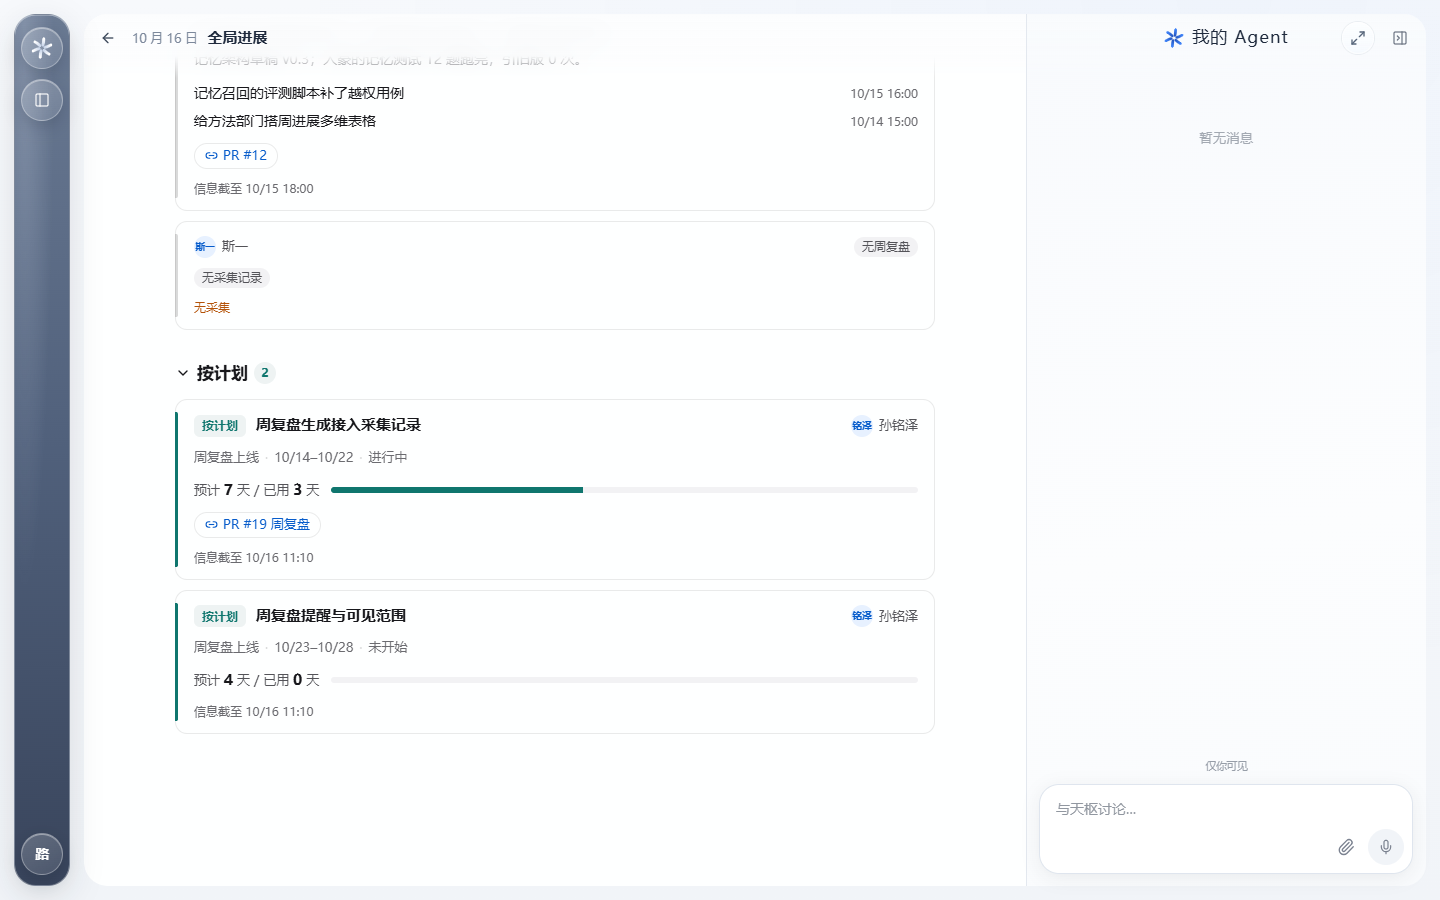 10 月 16 日 全局进展
记忆召回的评测脚本补了越权用例 10/15 16:00
给方法部门搭周进展多维表格 10/14 15:00
PR #12
信息截至 10/15 18:00
斯一 斯一 无周复盘
无采集记录
无采集
按计划 2
按计划 周复盘生成接入采集记录 铭泽 孙铭泽
周复盘上线 · 10/14–10/22 · 进行中
预计 7 天 / 已用 3 天
PR #19 周复盘
信息截至 10/16 11:10
按计划 周复盘提醒与可见范围 铭泽 孙铭泽
周复盘上线 · 10/23–10/28 · 未开始
预计 4 天 / 已用 0 天
信息截至 10/16 11:10
路
我的 Agent
暂无消息
仅你可见
与天枢讨论...